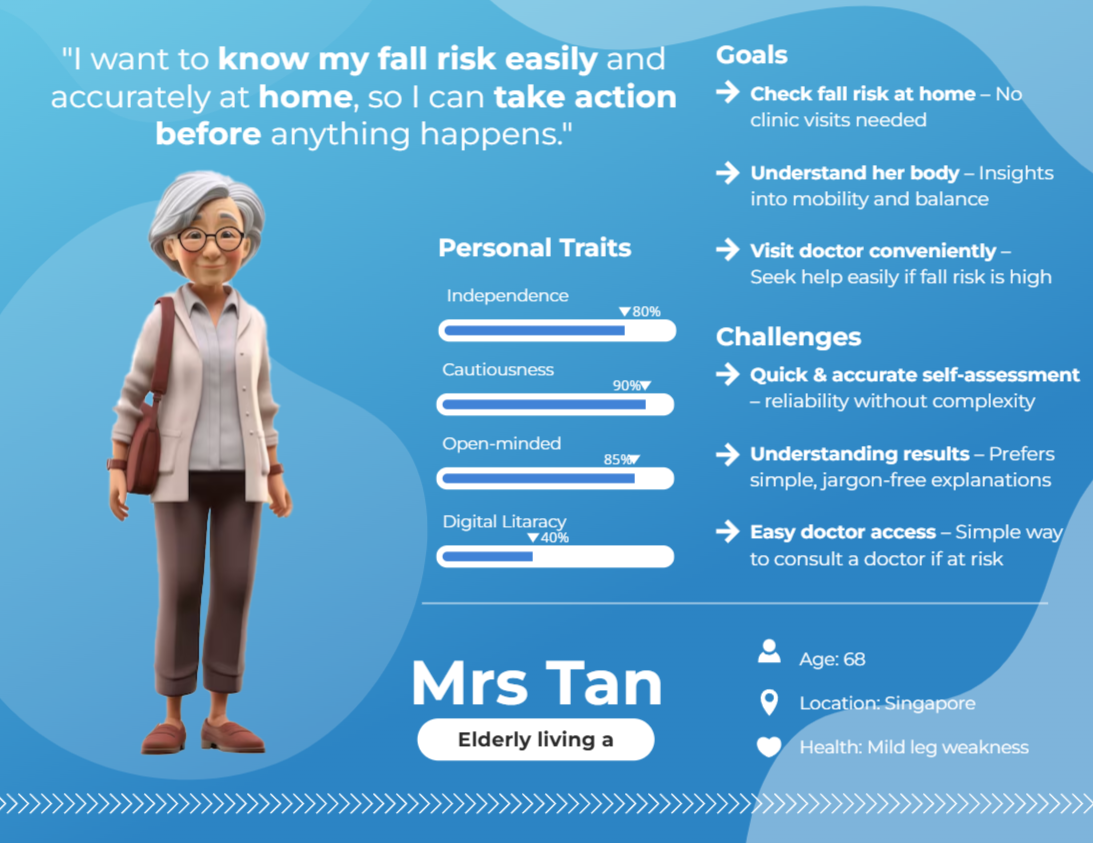 "I want to know my fall risk easily and
accurately at home, so I can take action
before anything happens."
Personal Traits
Independence
80%
Cautiousness
90%
Open-minded
85%
Digital Litaracy
40%
Goals
Check fall risk at home – No
clinic visits needed
Understand her body – Insights
into mobility and balance
Visit doctor conveniently –
Seek help easily if fall risk is high
Challenges
Quick & accurate self-assessment
– reliability without complexity
Understanding results – Prefers
simple, jargon-free explanations
Easy doctor access – Simple way
to consult a doctor if at risk
Mrs Tan
Elderly living a
Age: 68
Location: Singapore
Health: Mild leg weakness